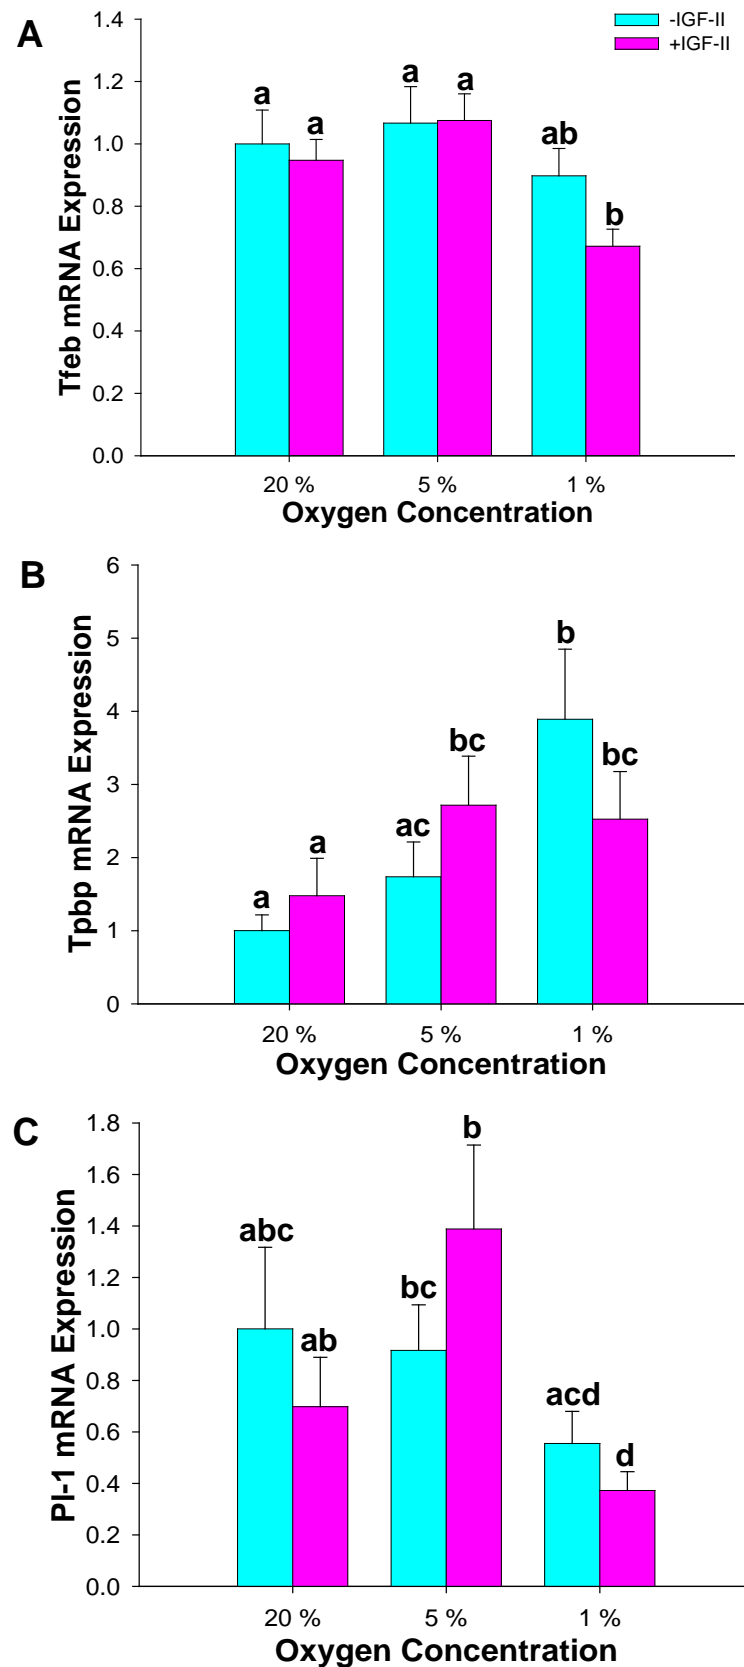 A
-IGF-II
+IGF-II
Tfeb mRNA Expression
1.4
1.2
1.0
0.8
0.6
0.4
0.2
0.0
a
a
a
a
ab
b
20 %
5 %
1 %
Oxygen Concentration
B
Tpbp mRNA Expression
6
5
4
3
2
1
0
a
a
ac
bc
b
bc
20 %
5 %
1 %
Oxygen Concentration
C
Pl-1 mRNA Expression
1.8
1.6
1.4
1.2
1.0
0.8
0.6
0.4
0.2
0.0
abc
ab
bc
b
acd
d
20 %
5 %
1 %
Oxygen Concentration